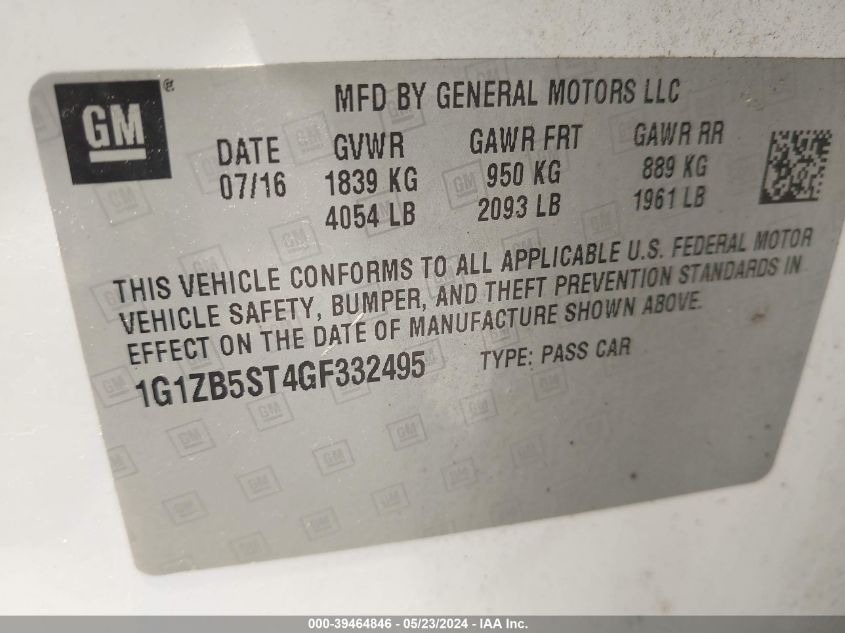 GM®
MFD BY GENERAL MOTORS LLC
DATE GVWR GAWR FRT GAWR RR
07/16 1839 KG 950 KG 889 KG
4054 LB 2093 LB 1961 LB
THIS VEHICLE CONFORMS TO ALL APPLICABLE U.S. FEDERAL MOTOR
VEHICLE SAFETY, BUMPER, AND THEFT PREVENTION STANDARDS IN
EFFECT ON THE DATE OF MANUFACTURE SHOWN ABOVE.
1G1ZB5ST4GF332495 TYPE: PASS CAR
000-39464846 - 05/23/2024 - IAA Inc.